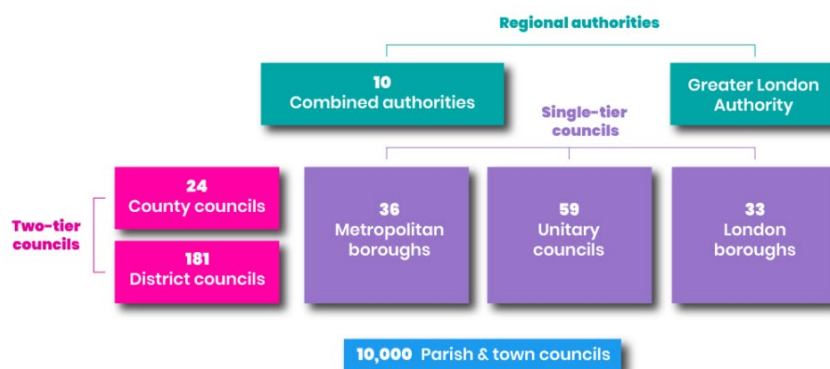 Regional authorities
10
Combined authorities
Greater London
Authority
Single-tier
councils
Two-tier
councils
24
County councils
181
District councils
36
Metropolitan
boroughs
59
Unitary
councils
33
London
boroughs
10,000 Parish & town councils